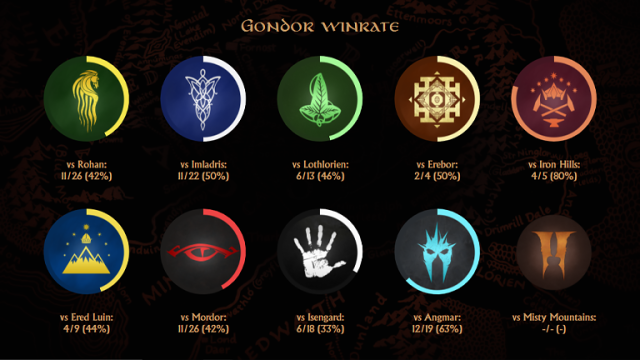 Gondor winrate
vs Rohan:
11/26 (42%)
vs Imladris:
11/22 (50%)
vs Lothlorien:
6/13 (46%)
vs Erebor:
2/4 (50%)
vs Iron Hills:
4/5 (80%)
vs Ered Luin:
4/9 (44%)
vs Mordor:
11/26 (42%)
vs Isengard:
6/18 (33%)
vs Angmar:
12/19 (63%)
vs Misty Mountains:
-/- (-)